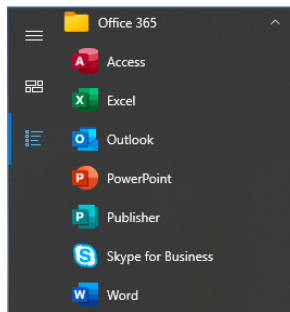 Office 365
A Access
X Excel
O Outlook
P PowerPoint
P Publisher
S Skype for Business
W Word